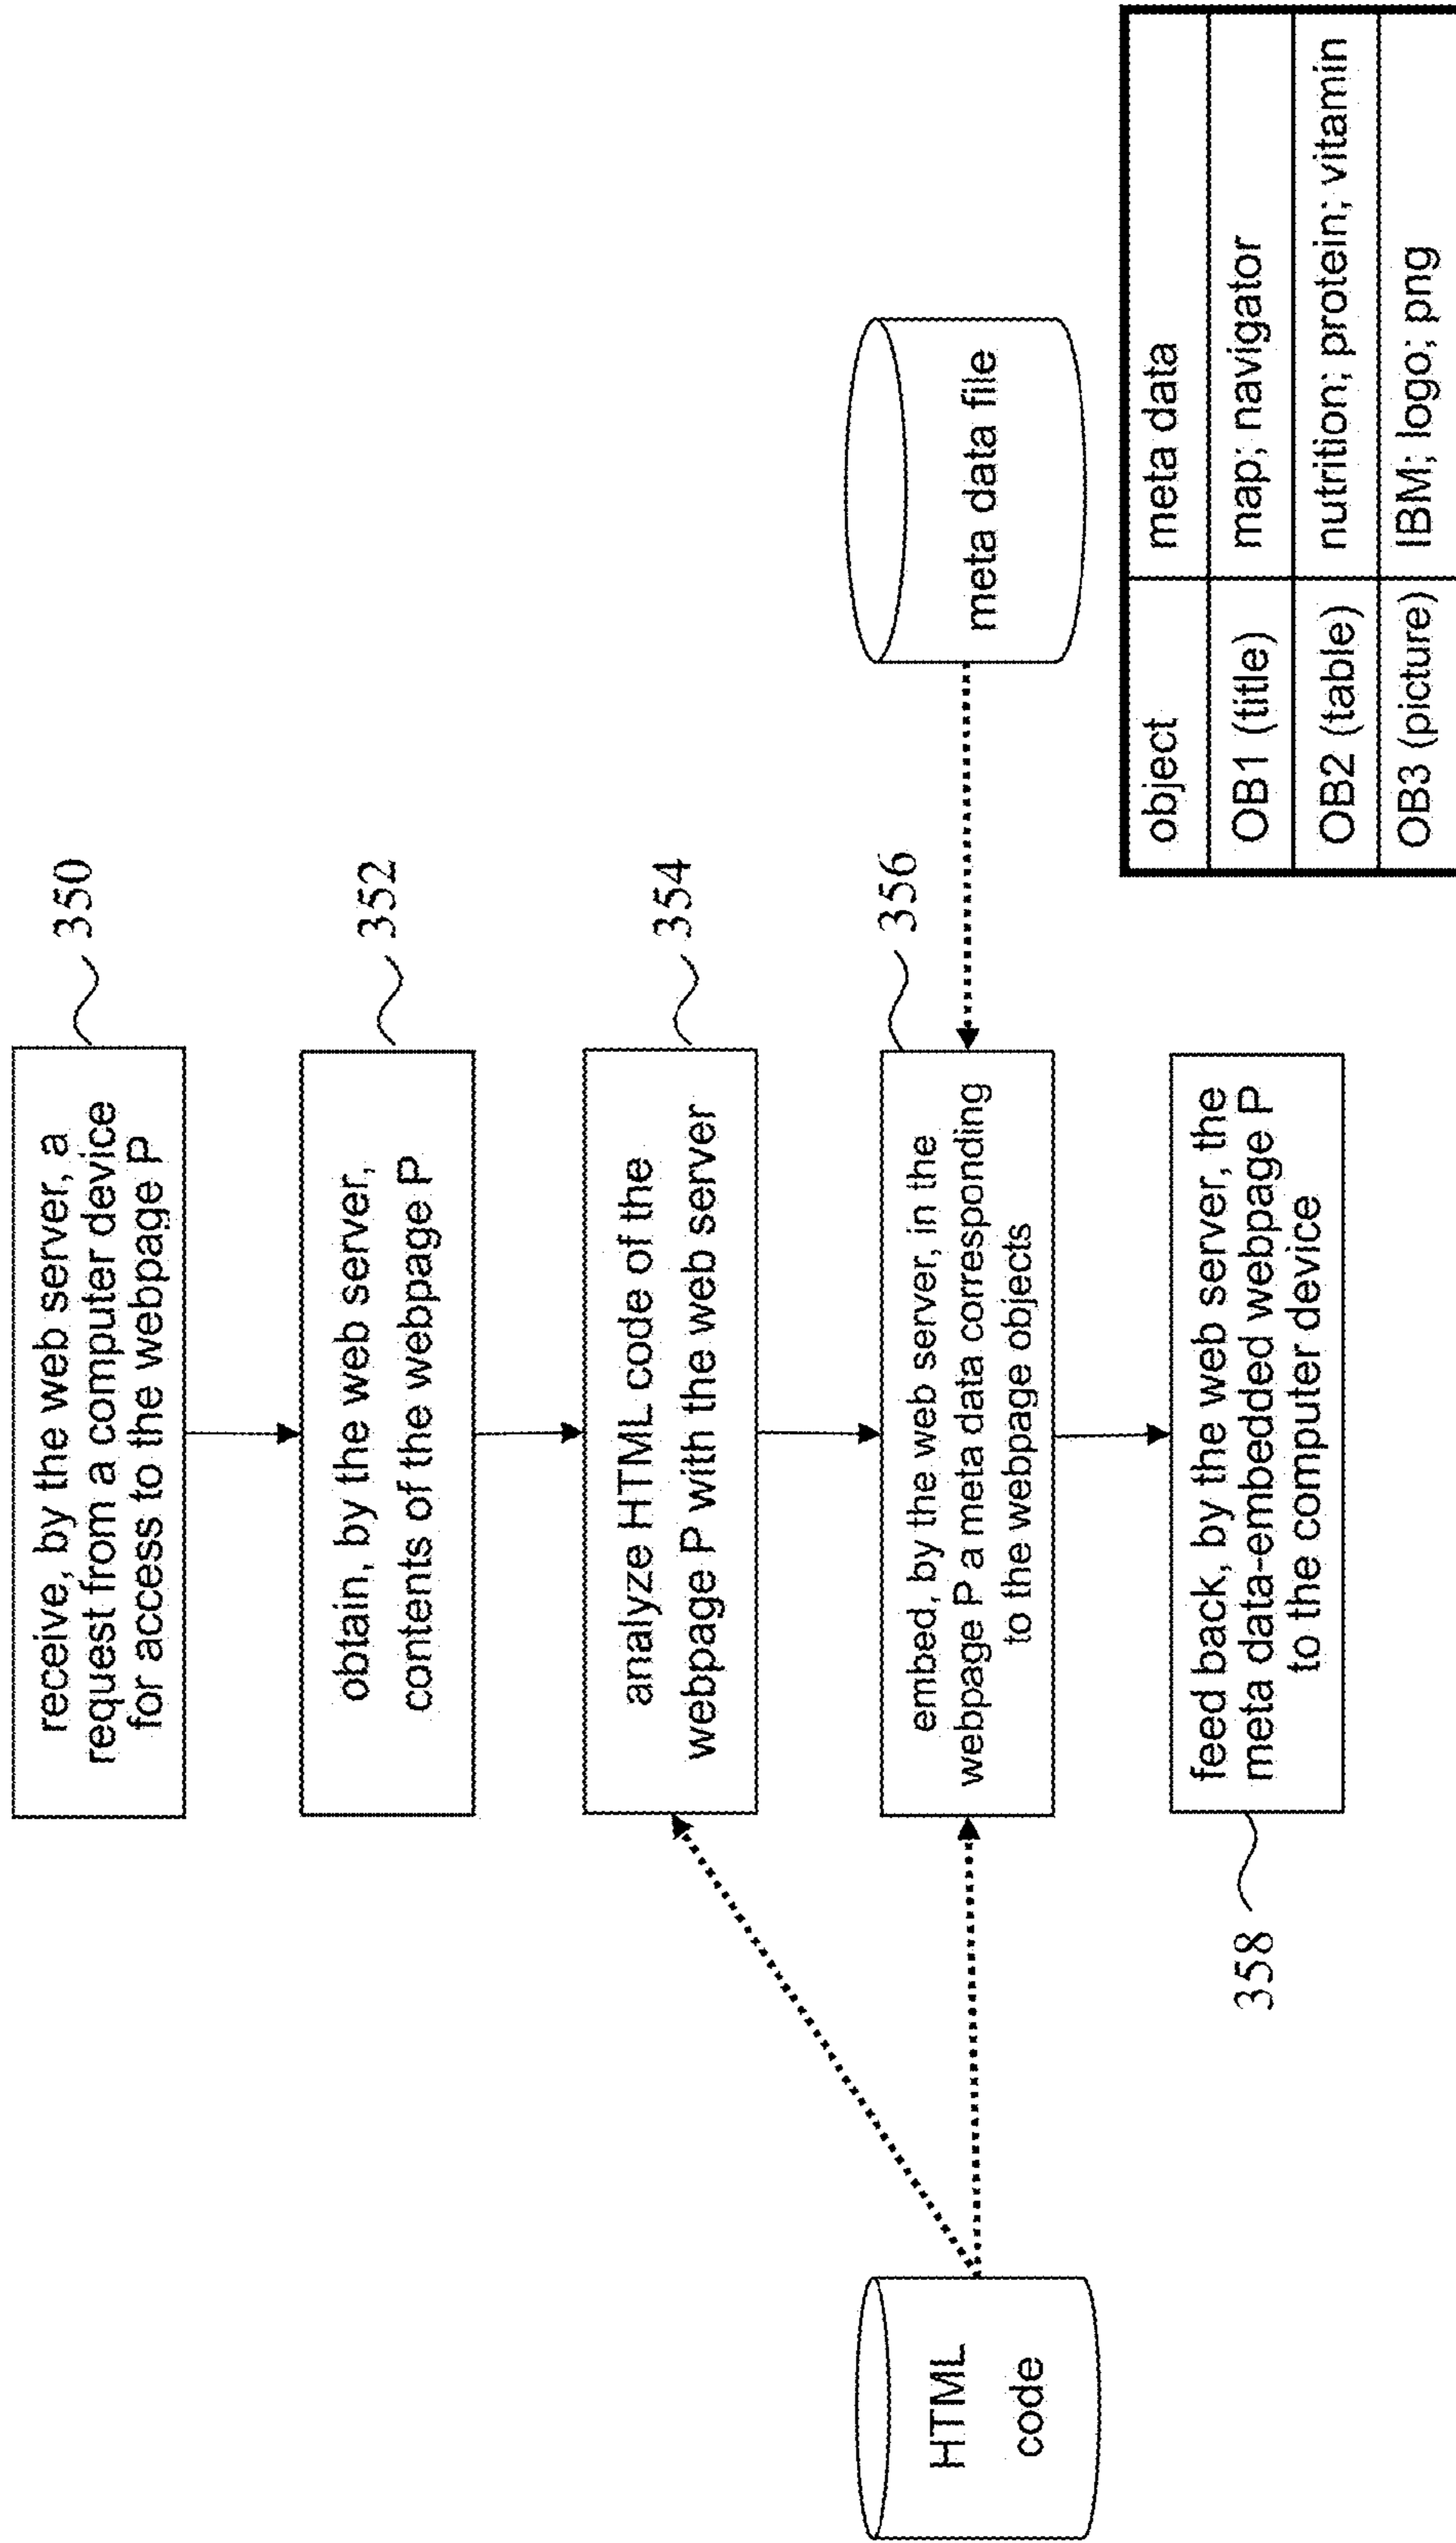 receive, by the web server, a
request from a computer device
for access to the webpage P
350
obtain, by the web server,
contents of the webpage P
352
analyze HTML code of the
webpage P with the web server
354
embed, by the web server, in the
webpage P a meta data corresponding
to the webpage objects
356
feed back, by the web server, the
meta data-embedded webpage P
to the computer device
358
HTML
code
meta data file
object meta data
OB1 (title) map; navigator
OB2 (table) nutrition; protein; vitamin
OB3 (picture) IBM; logo; png